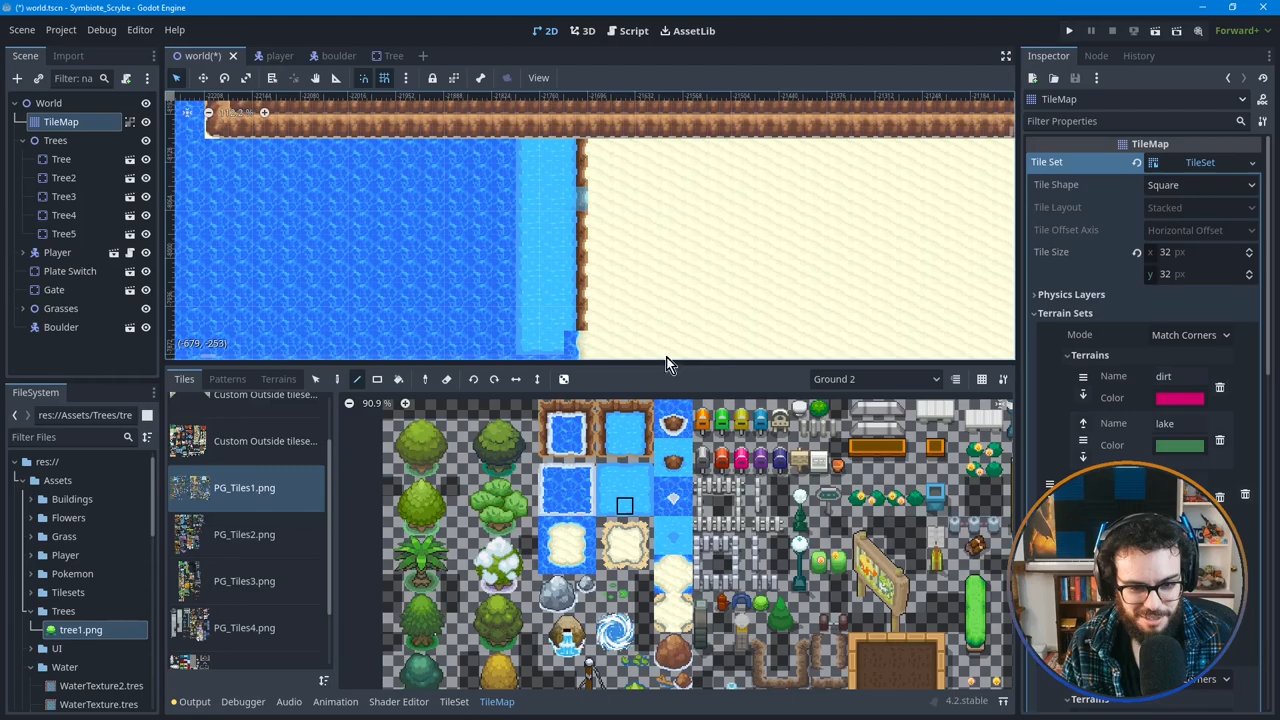 (*) world.tscn - Symbiote_Scrybe - Godot Engine
Scene Project Debug Editor Help
2D 3D Script AssetLib
Forward+
Scene Import
world(*) player boulder Tree
Inspector Node History
Filter: na
View
TileMap
Filter Properties
World
TileMap
Trees
Tree
Tree2
Tree3
Tree4
Tree5
Player
Plate Switch
Gate
Grasses
Boulder
(-679, -253)
TileMap
Tile Set TileSet
Tile Shape Square
Tile Layout Stacked
Tile Offset Axis Horizontal Offset
Tile Size x 32 px
y 32 px
Physics Layers
Terrain Sets
Mode Match Corners
Terrains
Name dirt
Color
Name lake
Color
Terrains
FileSystem
res://Assets/Trees/tre
Filter Files
res://
Assets
Buildings
Flowers
Grass
Player
Pokemon
Tilesets
Trees
tree1.png
UI
Water
WaterTexture2.tres
WaterTexture.tres
Tiles Patterns Terrains
Ground 2
90.9 %
Custom Outside tilese...
Custom Outside tilese...
PG_Tiles1.png
PG_Tiles2.png
PG_Tiles3.png
PG_Tiles4.png
Output Debugger Audio Animation Shader Editor TileSet TileMap
4.2.stable